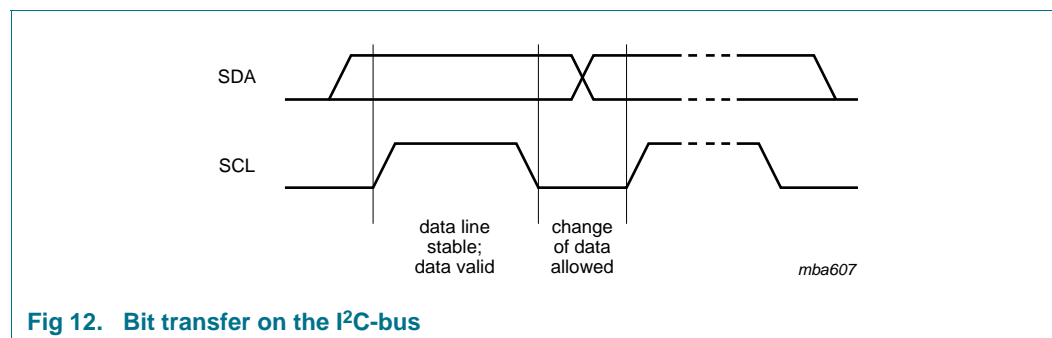 SDA
SCL
data line
stable;
data valid
change
of data
allowed
mba607
Fig 12. Bit transfer on the I²C-bus